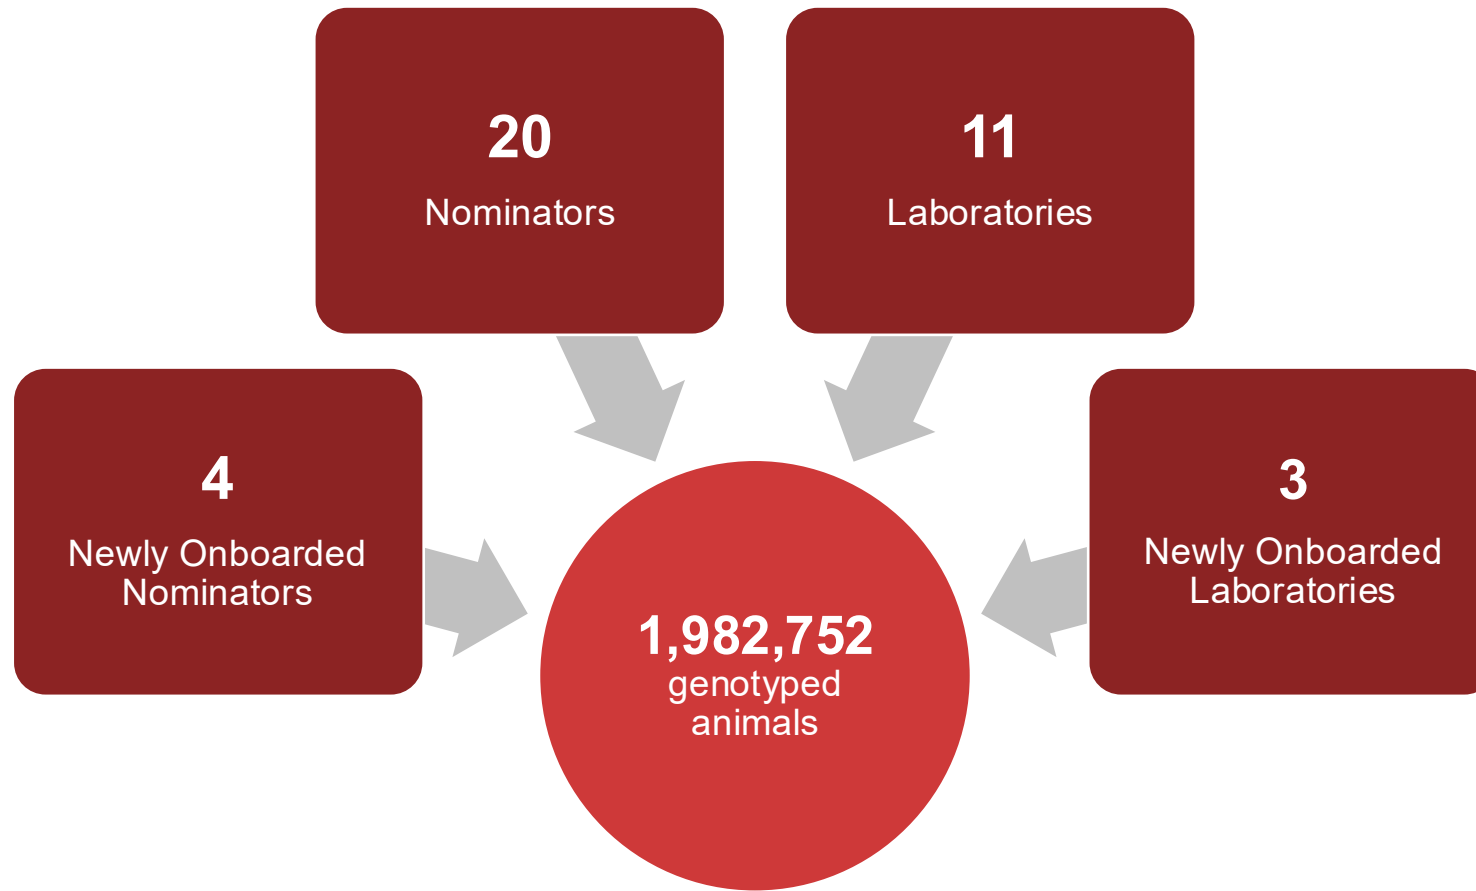 20
Nominators
11
Laboratories
4
Newly Onboarded
Nominators
3
Newly Onboarded
Laboratories
1,982,752
genotyped
animals